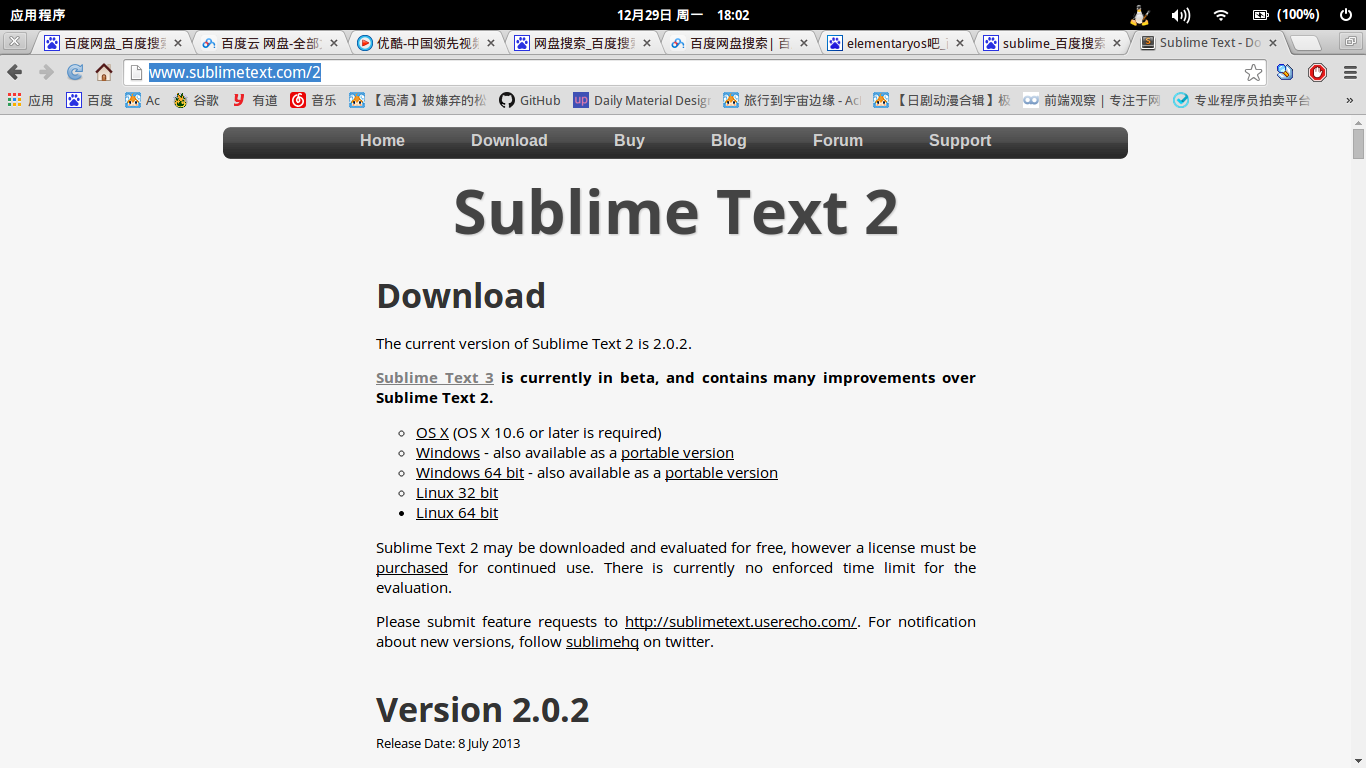 应用程序 12月29日 周一 18:02 (100%)
百度网盘_百度搜索 百度云 网盘-全部 优酷-中国领先视频 网盘搜索_百度搜索 百度网盘搜索| 百 elementaryos吧_ sublime_百度搜索 Sublime Text - Do
www.sublimetext.com/2
应用 百度 Ac 谷歌 有道 音乐 【高清】被嫌弃的松 GitHub Daily Material Design 旅行到宇宙边缘 - Ac 【日剧动漫合辑】极 前端观察 | 专注于网 专业程序员拍卖平台 »
Home Download Buy Blog Forum Support
Sublime Text 2
Download
The current version of Sublime Text 2 is 2.0.2.
Sublime Text 3 is currently in beta, and contains many improvements over
Sublime Text 2.
OS X (OS X 10.6 or later is required)
Windows - also available as a portable version
Windows 64 bit - also available as a portable version
Linux 32 bit
Linux 64 bit
Sublime Text 2 may be downloaded and evaluated for free, however a license must be
purchased for continued use. There is currently no enforced time limit for the
evaluation.
Please submit feature requests to http://sublimetext.userecho.com/. For notification
about new versions, follow sublimehq on twitter.
Version 2.0.2
Release Date: 8 July 2013